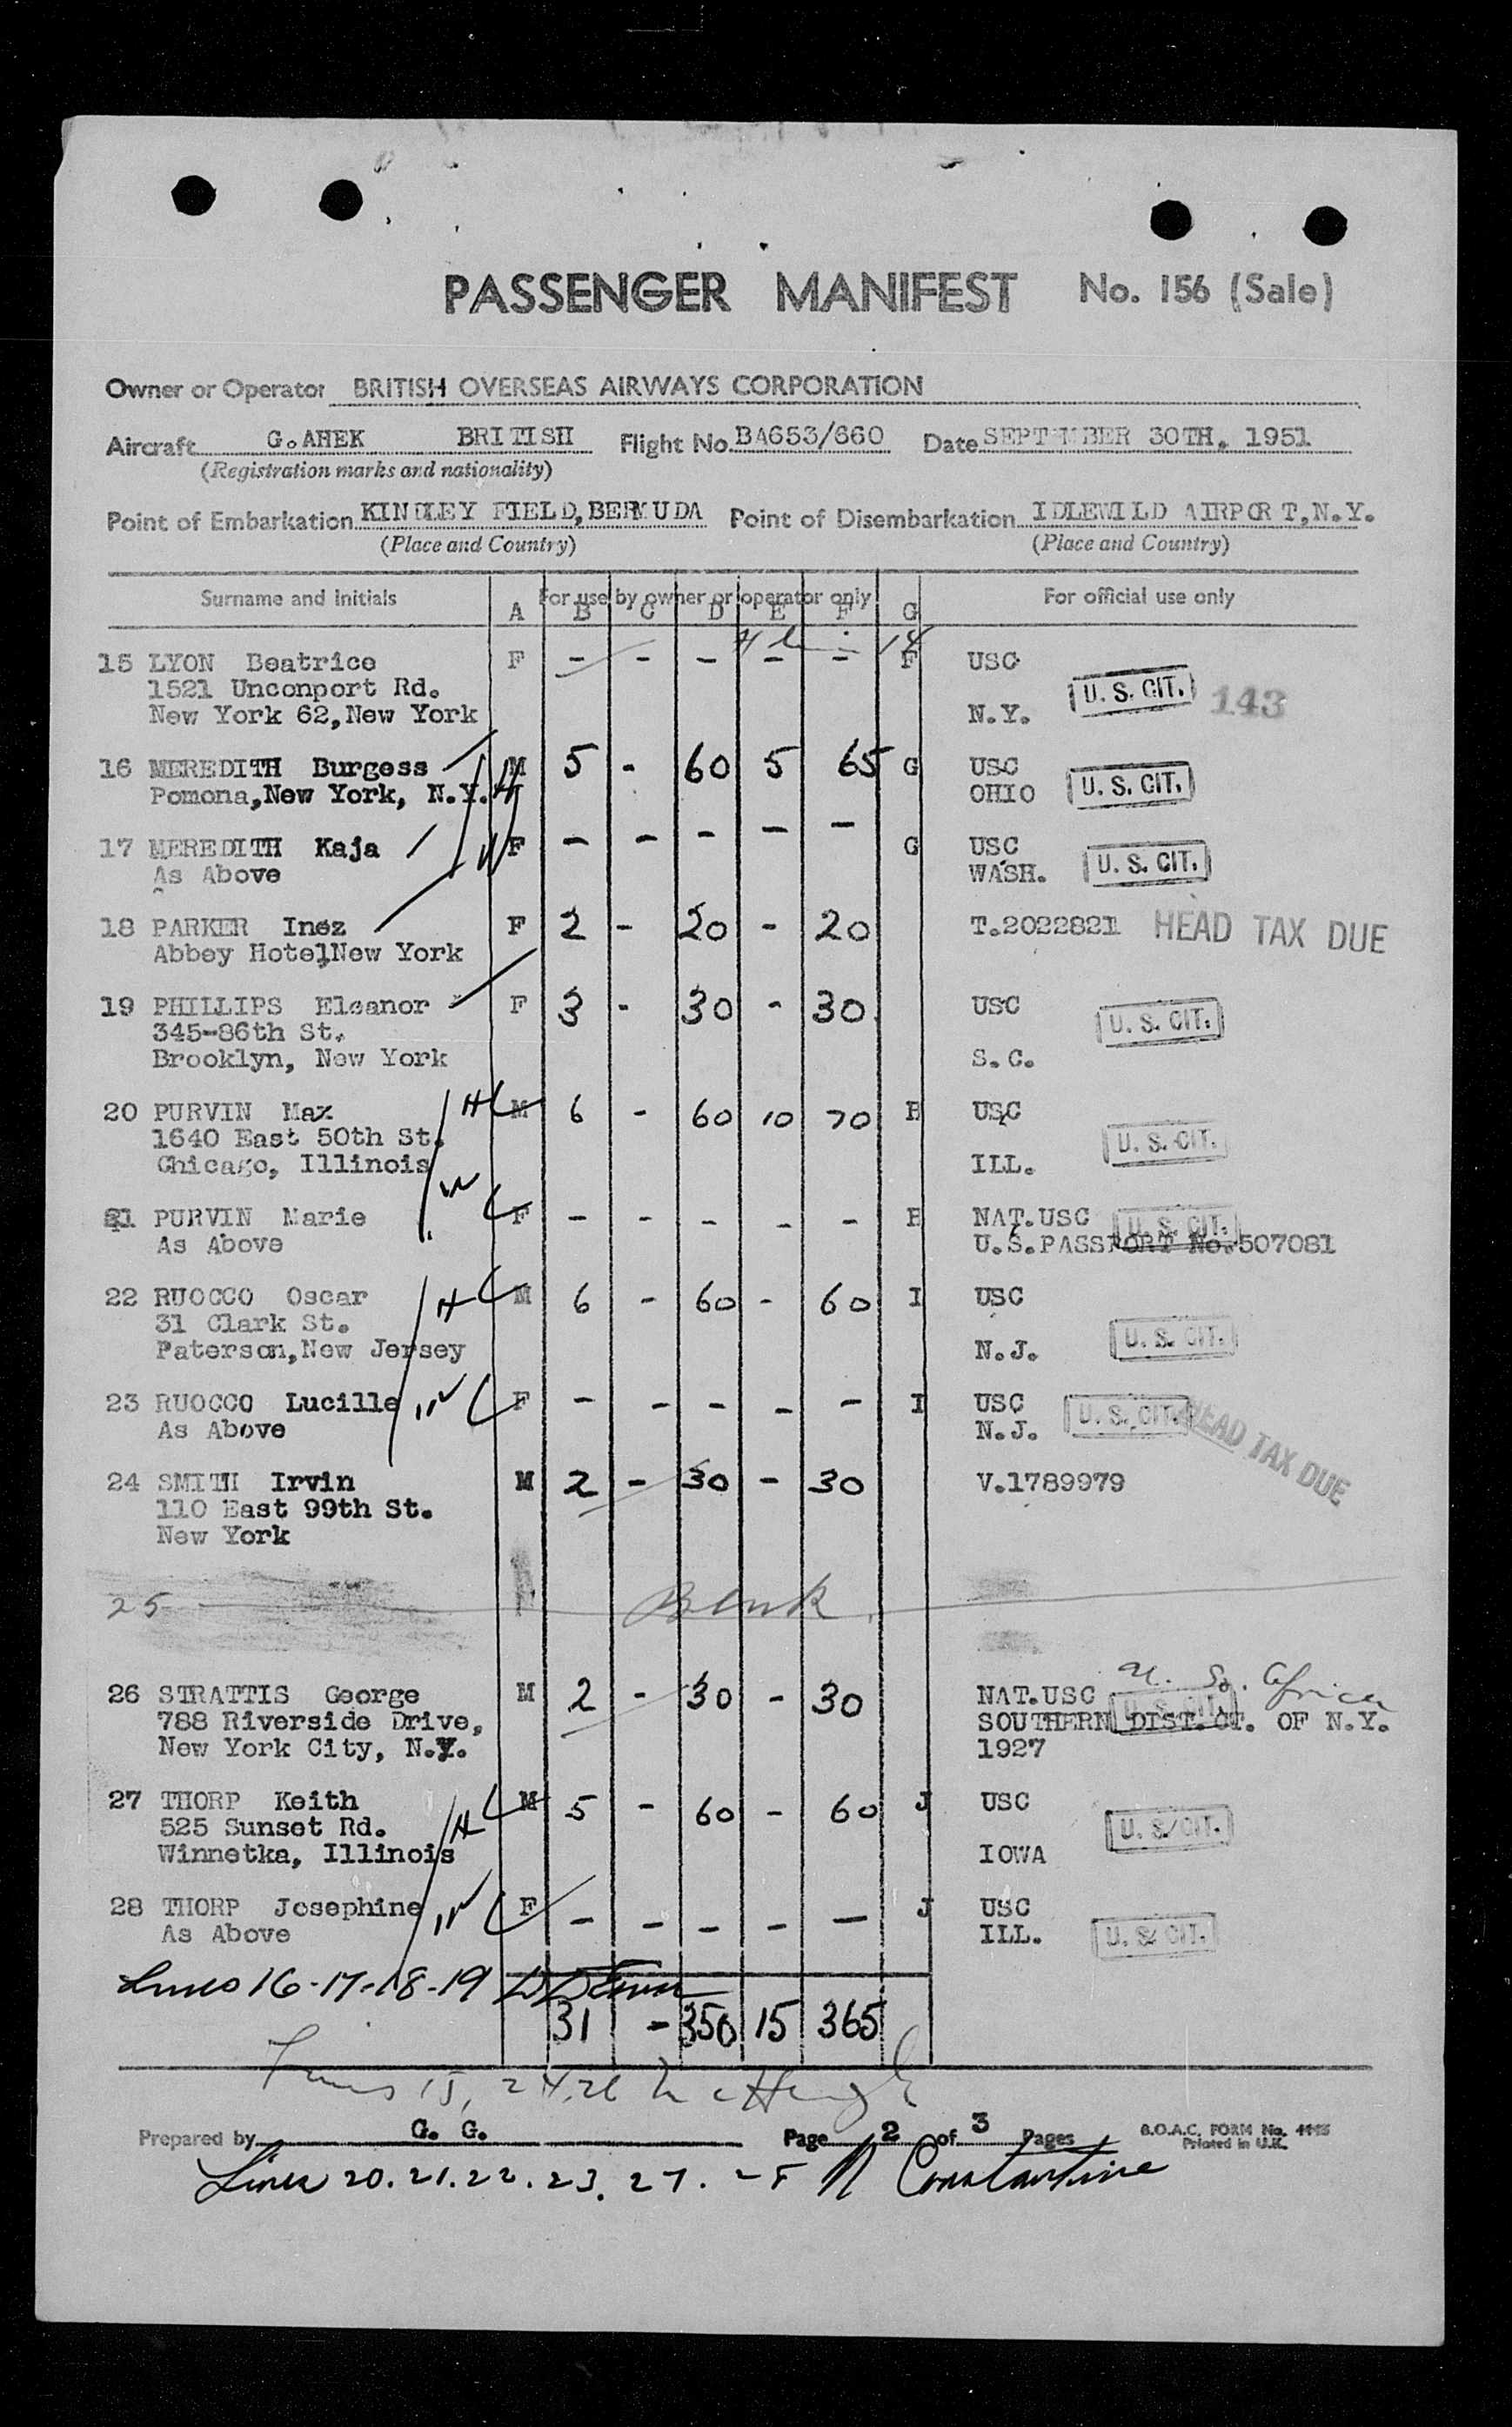 PASSENGER MANIFEST No. 156 (Sale)
Owner or Operator BRITISH OVERSEAS AIRWAYS CORPORATION
Aircraft G.AHEK BRITISH Flight No. BA653/660 Date SEPTEMBER 30TH, 1951
(Registration marks and nationality)
Point of Embarkation KINDLEY FIELD, BERMUDA Point of Disembarkation IDLEWILD AIRPORT, N.Y.
(Place and Country) (Place and Country)
Surname and Initials For use by owner or operator only For official use only
A B C D E F G
15 LYON Beatrice F - - - - - F USC
1521 Unconport Rd. U. S. CIT. 143
New York 62, New York N.Y.
16 MEREDITH Burgess M 5 - 60 5 65 G USC
Pomona, New York, N.Y. H OHIO U. S. CIT.
17 MEREDITH Kaja W F - - - - - G USC
As Above WASH. U. S. CIT.
18 PARKER Inez F 2 - 20 - 20 T.2022821 HEAD TAX DUE
Abbey Hotel, New York
19 PHILLIPS Eleanor F 3 - 30 - 30 USC
345-86th St. U. S. CIT.
Brooklyn, New York S.C.
20 PURVIN Max H M 6 - 60 10 70 H USC
1640 East 50th St. U. S. CIT.
Chicago, Illinois ILL.
21 PURVIN Marie W F - - - - - H NAT.USC U. S. CIT.
As Above U.S.PASSPORT No.507081
22 RUOCCO Oscar H M 6 - 60 - 60 I USC
31 Clark St. U. S. CIT.
Paterson, New Jersey N.J.
23 RUOCCO Lucille W F - - - - - I USC U. S. CIT.
As Above N.J. HEAD TAX DUE
24 SMITH Irvin M 2 - 30 - 30 V.1789979
110 East 99th St.
New York
25 Blank
26 STRATTIS George M 2 - 30 - 30 NAT.USC U. S. CIT. So. Africa
788 Riverside Drive, SOUTHERN DIST.CT. OF N.Y.
New York City, N.Y. 1927
27 THORP Keith H M 5 - 60 - 60 J USC
525 Sunset Rd. U. S. CIT.
Winnetka, Illinois IOWA
28 THORP Josephine W F - - - - - J USC
As Above ILL. U. S. CIT.
Lines 16-17-18-19
31 - 350 15 365
Lines 15, 24, 26
Prepared by G. G. Page 2 of 3 Pages B.O.A.C. FORM No. 4415
Printed in U.K.
Lines 20. 21. 22. 23. 27. 28 N Constantine